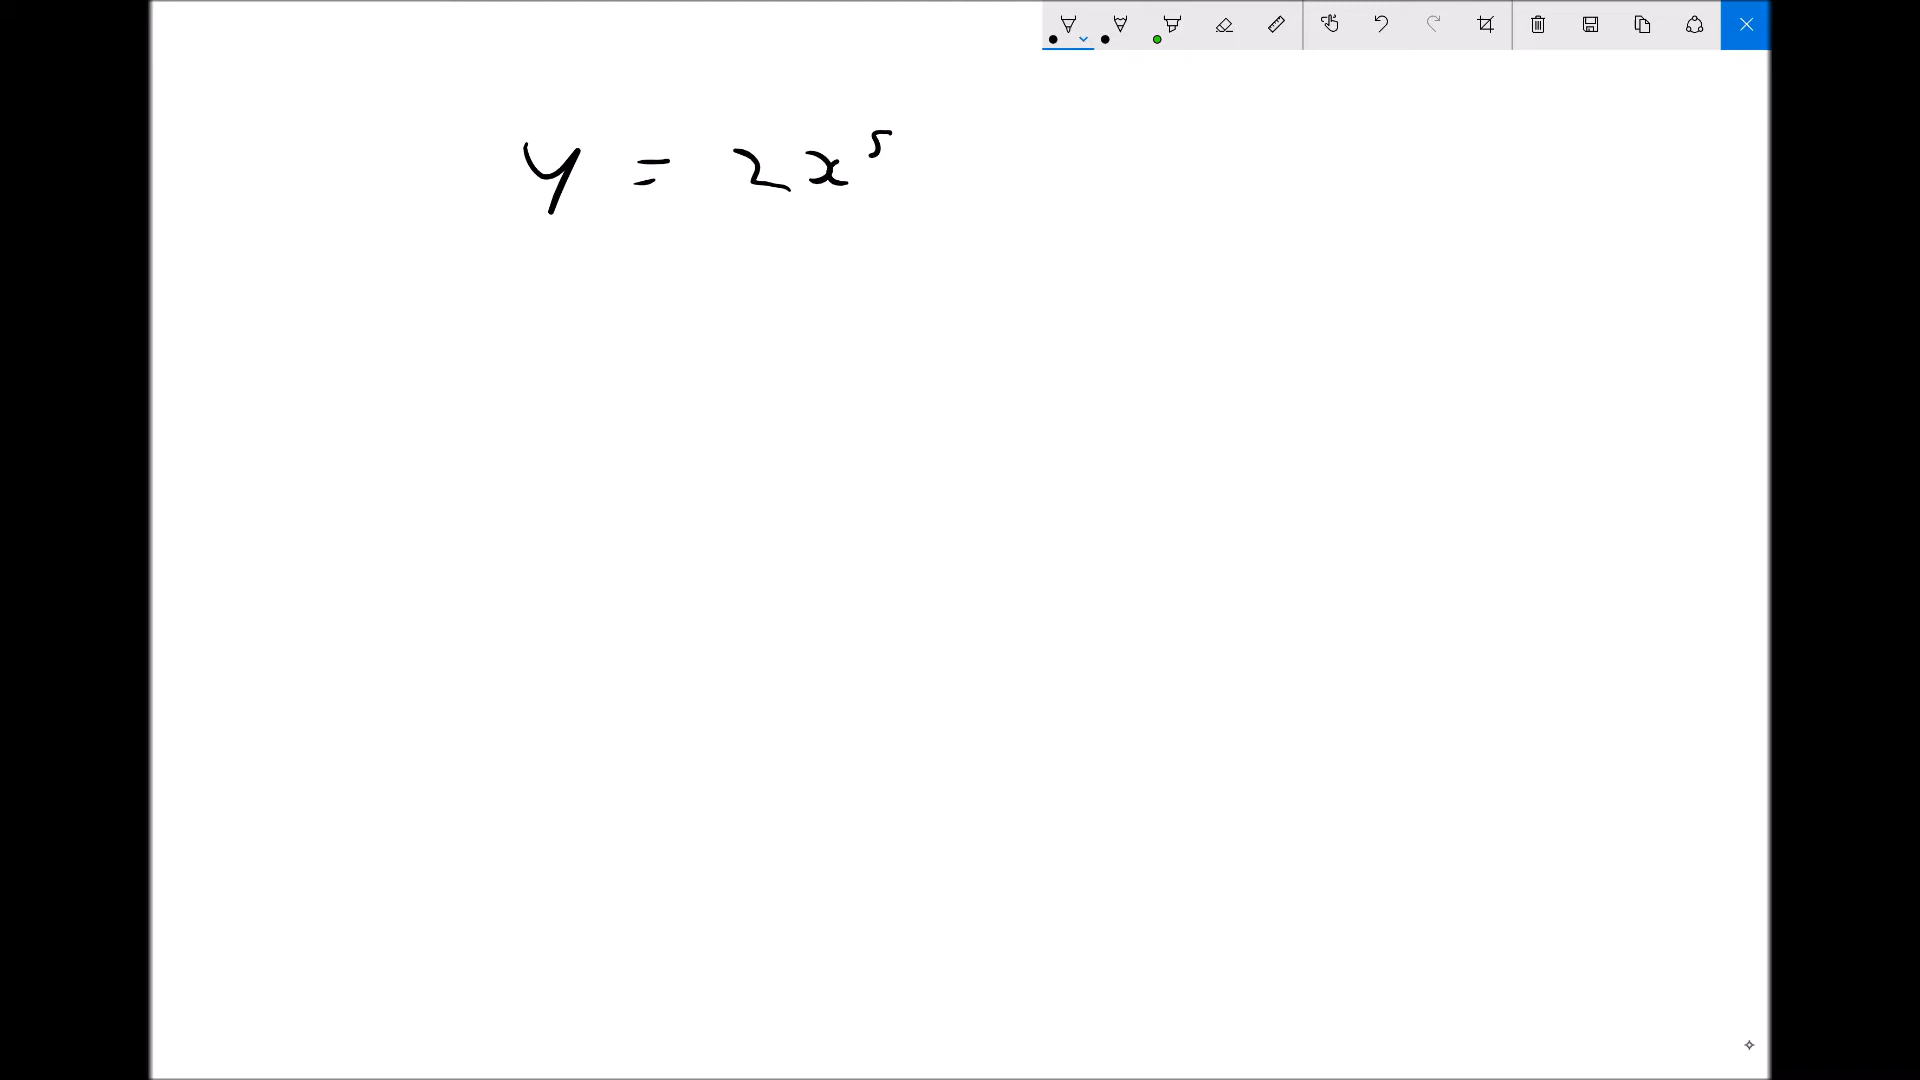 y = 2x⁵